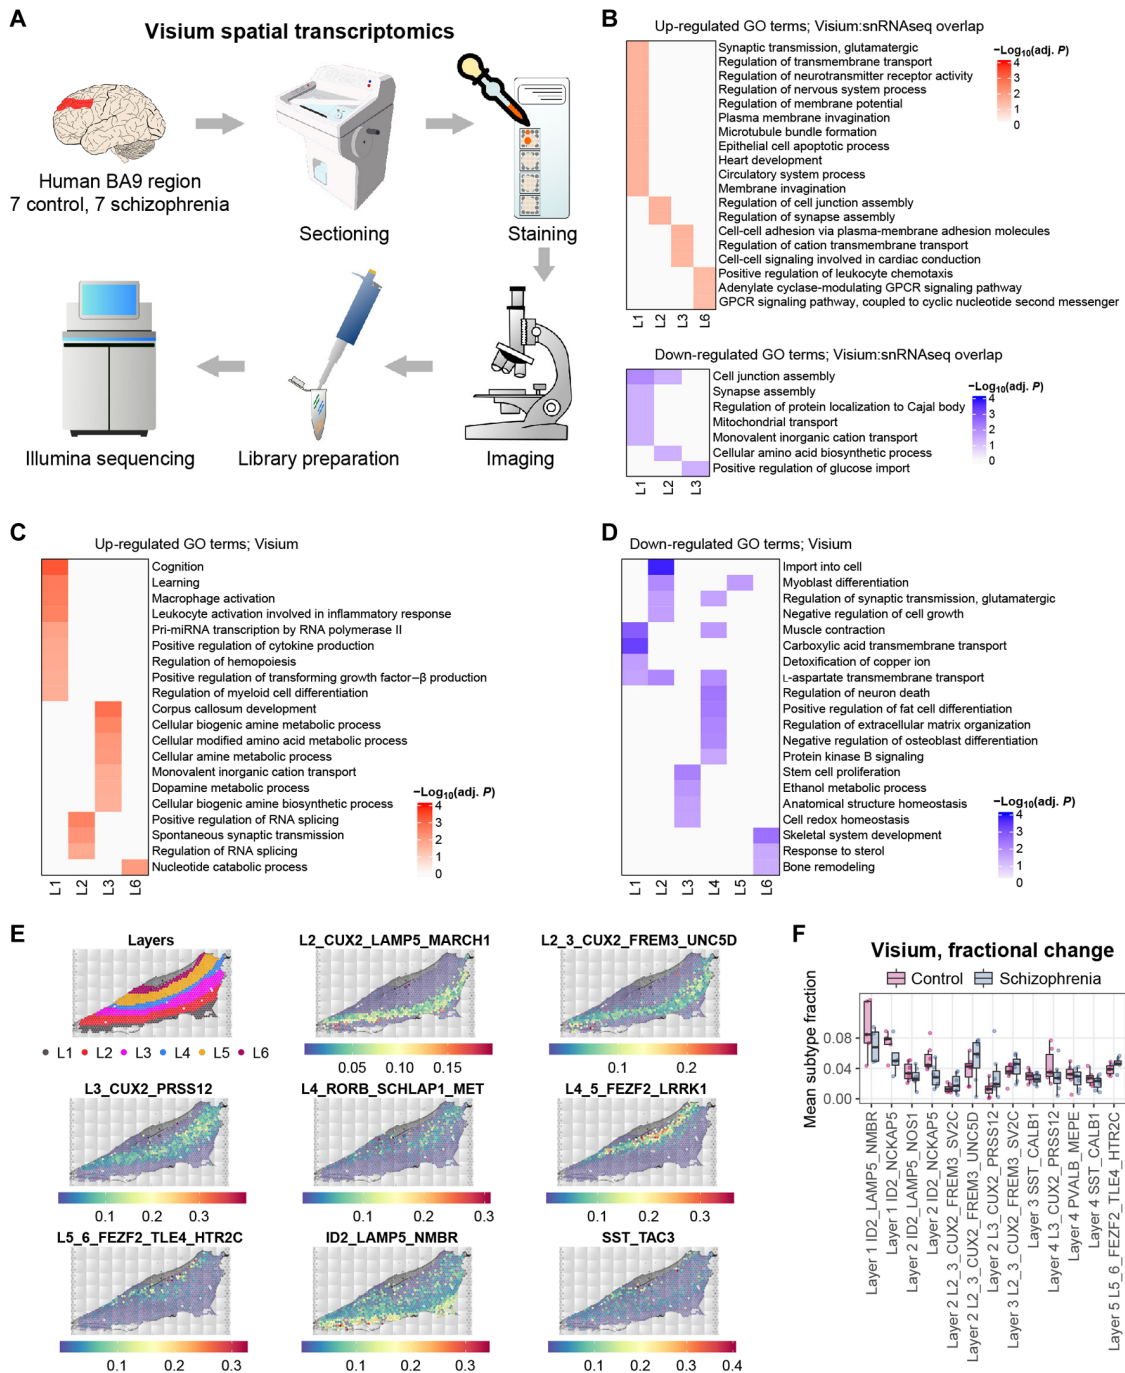 A
Visium spatial transcriptomics
Human BA9 region
7 control, 7 schizophrenia
Sectioning
Staining
Illumina sequencing
Library preparation
Imaging
B
Up-regulated GO terms; Visium:snRNAseq overlap
Synaptic transmission, glutamatergic
Regulation of transmembrane transport
Regulation of neurotransmitter receptor activity
Regulation of nervous system process
Regulation of membrane potential
Plasma membrane invagination
Microtubule bundle formation
Epithelial cell apoptotic process
Heart development
Circulatory system process
Membrane invagination
Regulation of cell junction assembly
Regulation of synapse assembly
Cell-cell adhesion via plasma-membrane adhesion molecules
Regulation of cation transmembrane transport
Cell-cell signaling involved in cardiac conduction
Positive regulation of leukocyte chemotaxis
Adenylate cyclase-modulating GPCR signaling pathway
GPCR signaling pathway, coupled to cyclic nucleotide second messenger
L1 L2 L3 L6
−Log10(adj. P)
4
3
2
1
0
Down-regulated GO terms; Visium:snRNAseq overlap
Cell junction assembly
Synapse assembly
Regulation of protein localization to Cajal body
Mitochondrial transport
Monovalent inorganic cation transport
Cellular amino acid biosynthetic process
Positive regulation of glucose import
L1 L2 L3
−Log10(adj. P)
4
3
2
1
0
C
Up-regulated GO terms; Visium
Cognition
Learning
Macrophage activation
Leukocyte activation involved in inflammatory response
Pri-miRNA transcription by RNA polymerase II
Positive regulation of cytokine production
Regulation of hemopoiesis
Positive regulation of transforming growth factor−β production
Regulation of myeloid cell differentiation
Corpus callosum development
Cellular biogenic amine metabolic process
Cellular modified amino acid metabolic process
Cellular amine metabolic process
Monovalent inorganic cation transport
Dopamine metabolic process
Cellular biogenic amine biosynthetic process
Positive regulation of RNA splicing
Spontaneous synaptic transmission
Regulation of RNA splicing
Nucleotide catabolic process
L1 L2 L3 L6
−Log10(adj. P)
4
3
2
1
0
D
Down-regulated GO terms; Visium
Import into cell
Myoblast differentiation
Regulation of synaptic transmission, glutamatergic
Negative regulation of cell growth
Muscle contraction
Carboxylic acid transmembrane transport
Detoxification of copper ion
L-aspartate transmembrane transport
Regulation of neuron death
Positive regulation of fat cell differentiation
Regulation of extracellular matrix organization
Negative regulation of osteoblast differentiation
Protein kinase B signaling
Stem cell proliferation
Ethanol metabolic process
Anatomical structure homeostasis
Cell redox homeostasis
Skeletal system development
Response to sterol
Bone remodeling
L1 L2 L3 L4 L5 L6
−Log10(adj. P)
4
3
2
1
0
E
Layers
L1 L2 L3 L4 L5 L6
L2_CUX2_LAMP5_MARCH1
0.05 0.10 0.15
L2_3_CUX2_FREM3_UNC5D
0.1 0.2
L3_CUX2_PRSS12
0.1 0.2 0.3
L4_RORB_SCHLAP1_MET
0.1 0.2 0.3
L4_5_FEZF2_LRRK1
0.1 0.2 0.3
L5_6_FEZF2_TLE4_HTR2C
0.1 0.2 0.3
ID2_LAMP5_NMBR
0.1 0.2 0.3
SST_TAC3
0.1 0.2 0.3 0.4
F
Visium, fractional change
Control Schizophrenia
Mean subtype fraction
0.08
0.04
0.00
Layer 1 ID2_LAMP5_NMBR
Layer 1 ID2_NCKAP5
Layer 2 ID2_LAMP5_NOS1
Layer 2 ID2_NCKAP5
Layer 2 L2_3_CUX2_FREM3_SV2C
Layer 2 L2_3_CUX2_FREM3_UNC5D
Layer 2 L3_CUX2_PRSS12
Layer 3 L2_3_CUX2_FREM3_SV2C
Layer 3 SST_CALB1
Layer 4 L3_CUX2_PRSS12
Layer 4 PVALB_MEPE
Layer 4 SST_CALB1
Layer 5 L5_6_FEZF2_TLE4_HTR2C